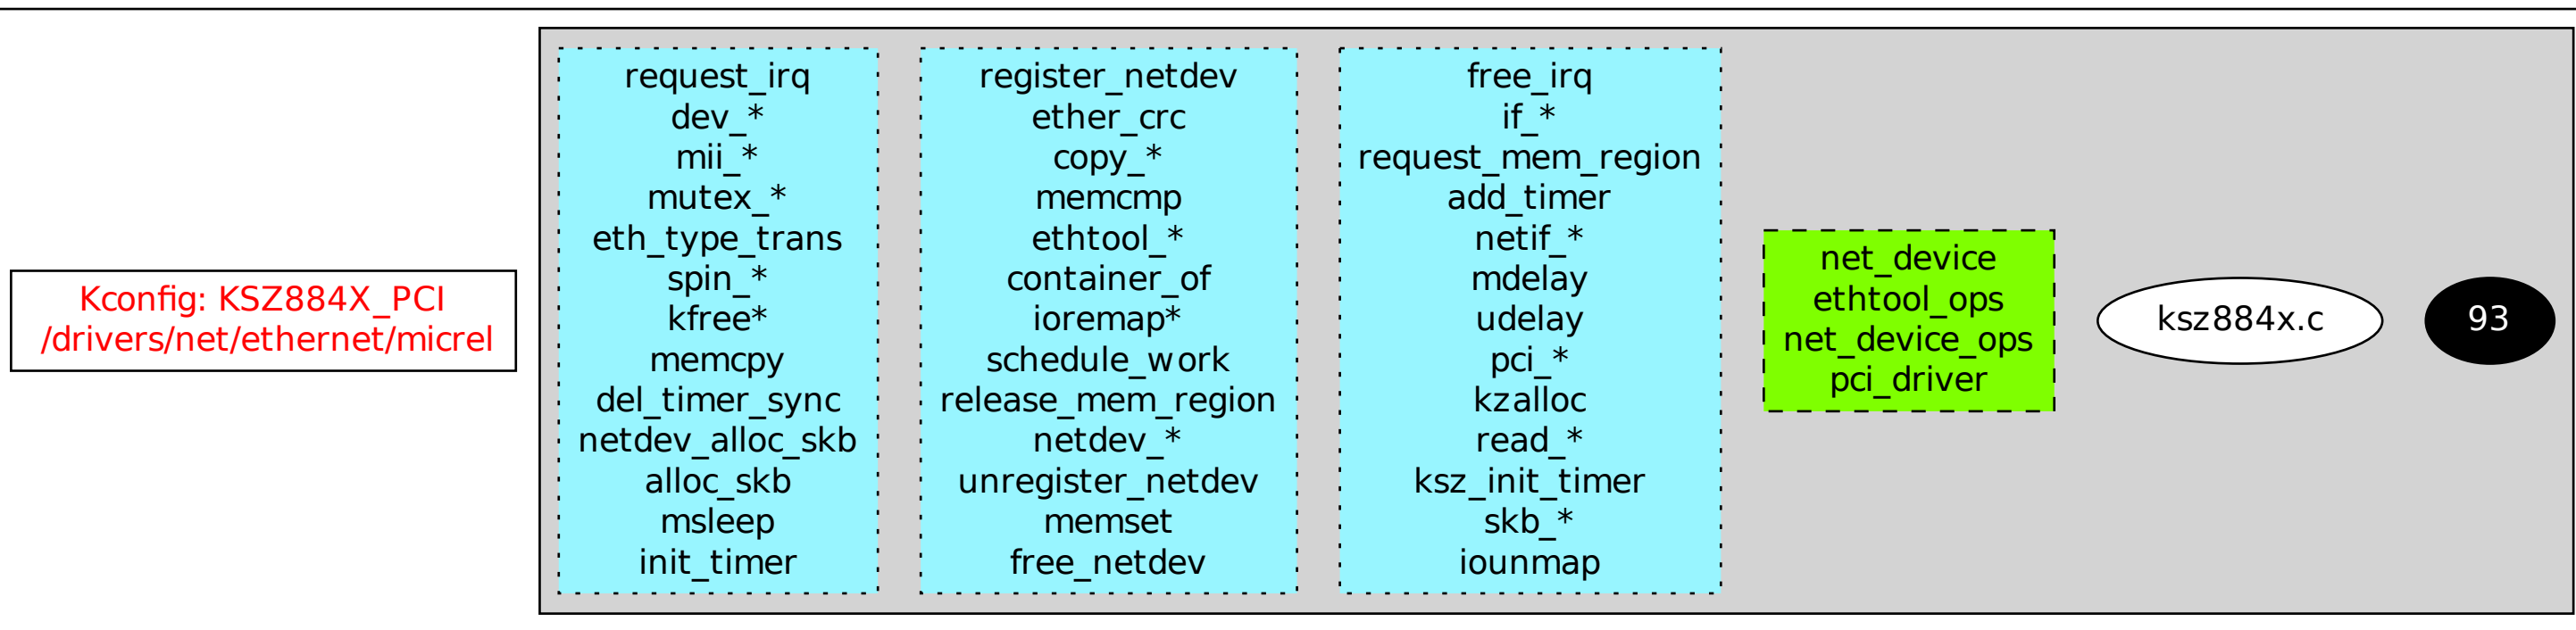 Kconfig: KSZ884X_PCI
/drivers/net/ethernet/micrel
request_irq
dev_*
mii_*
mutex_*
eth_type_trans
spin_*
kfree*
memcpy
del_timer_sync
netdev_alloc_skb
alloc_skb
msleep
init_timer
register_netdev
ether_crc
copy_*
memcmp
ethtool_*
container_of
ioremap*
schedule_work
release_mem_region
netdev_*
unregister_netdev
memset
free_netdev
free_irq
if_*
request_mem_region
add_timer
netif_*
mdelay
udelay
pci_*
kzalloc
read_*
ksz_init_timer
skb_*
iounmap
net_device
ethtool_ops
net_device_ops
pci_driver
ksz884x.c
93